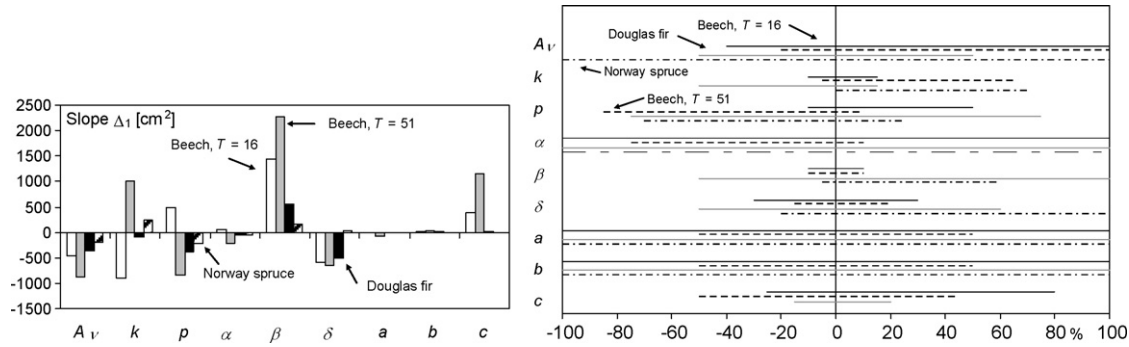 Slope Δ1 [cm²]
2500
2000
1500
1000
500
0
-500
-1000
-1500
Beech, T = 51
Beech, T = 16
Norway spruce
Douglas fir
A ν k p α β δ a b c
Beech, T = 16
Douglas fir
Norway spruce
Beech, T = 51
A ν
k
p
α
β
δ
a
b
c
-100 -80 -60 -40 -20 0 20 40 60 80 % 100